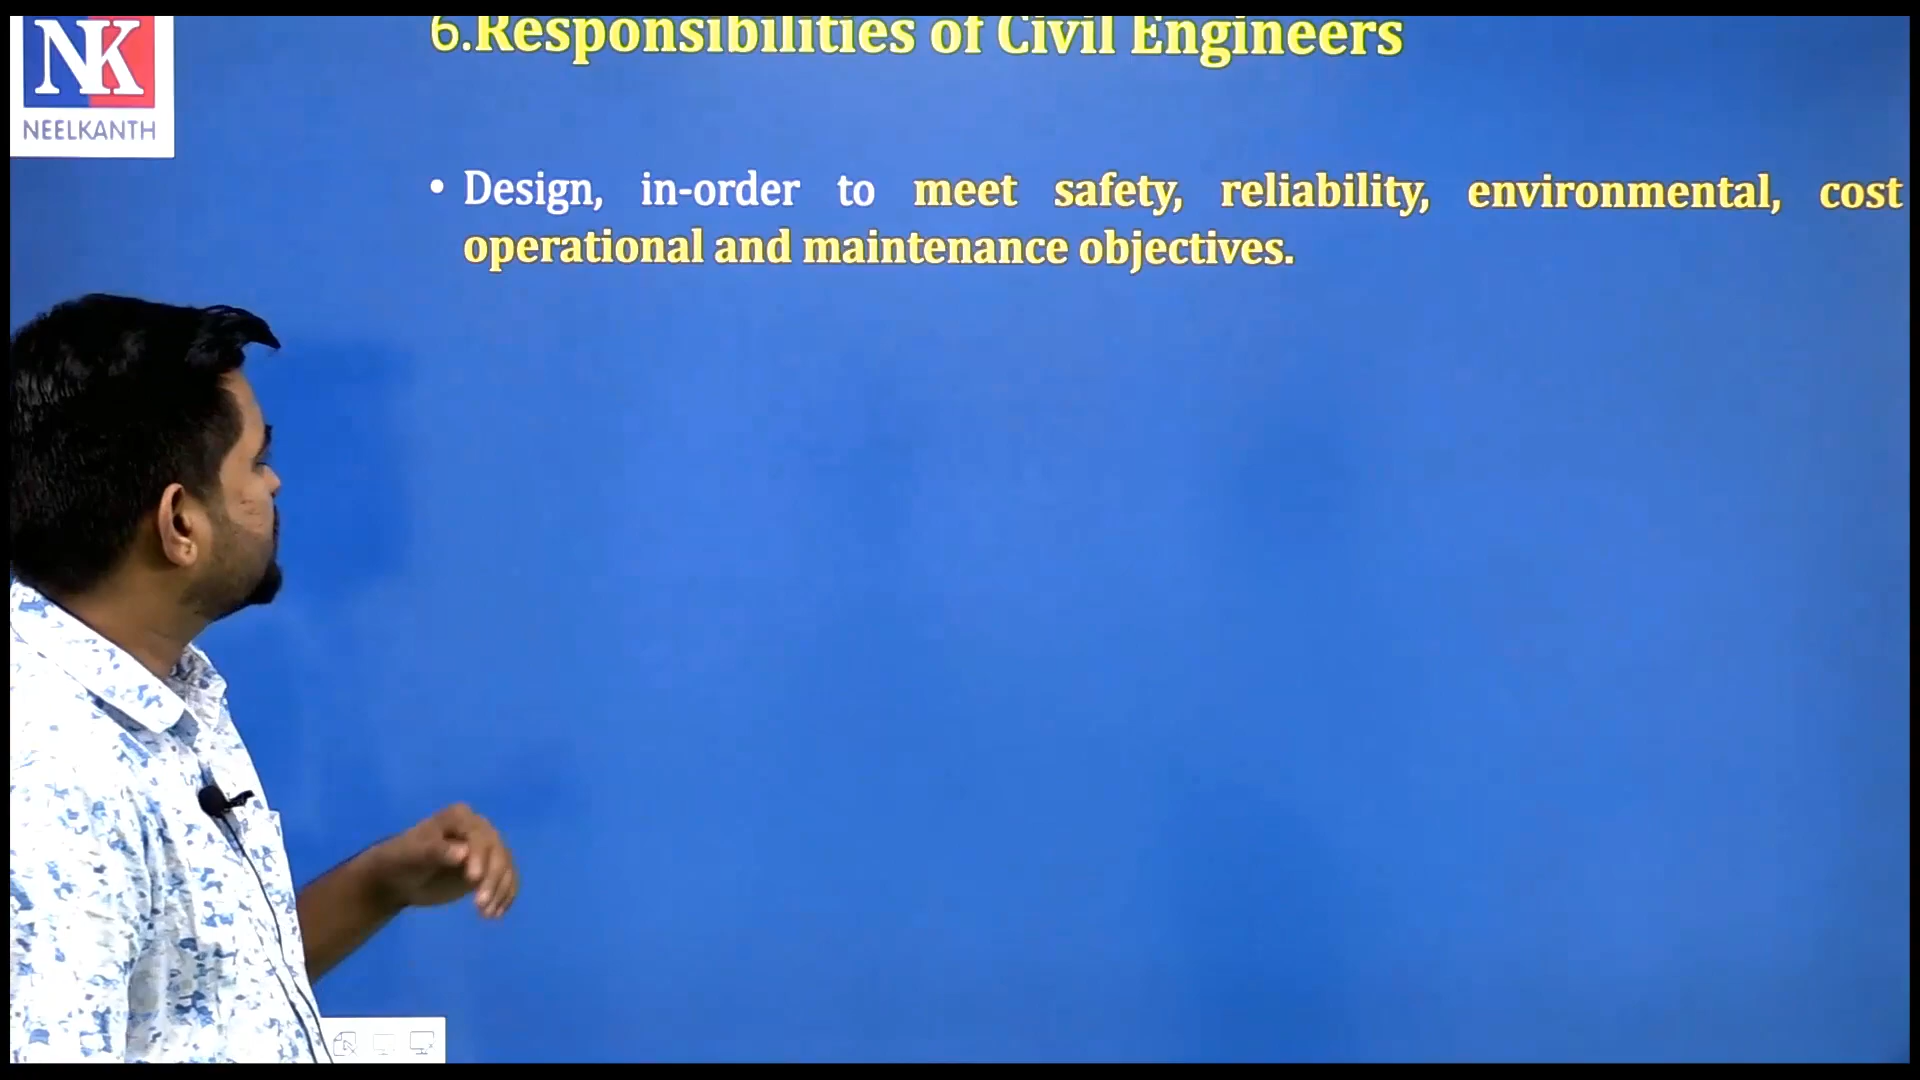 NK
NEELKANTH
6.Responsibilities of Civil Engineers
• Design, in-order to meet safety, reliability, environmental, cost
operational and maintenance objectives.